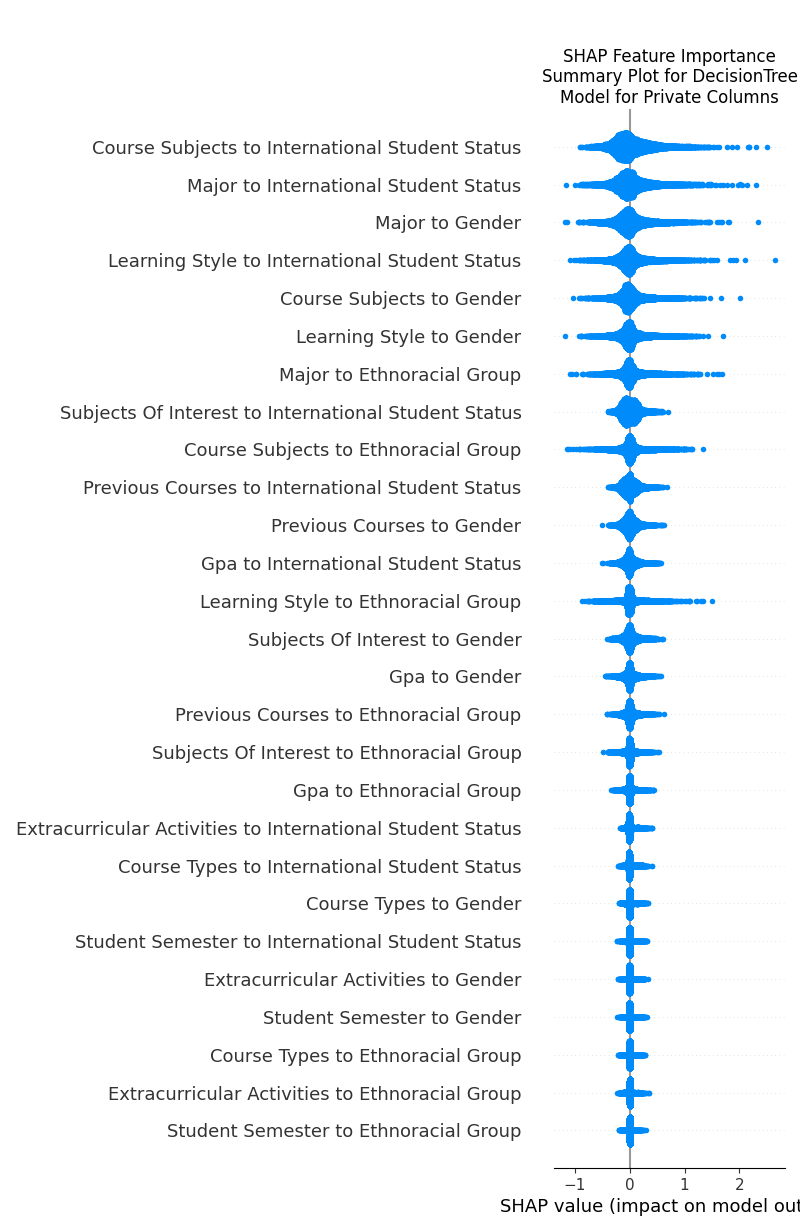 SHAP Feature Importance
Summary Plot for DecisionTree
Model for Private Columns
Course Subjects to International Student Status
Major to International Student Status
Major to Gender
Learning Style to International Student Status
Course Subjects to Gender
Learning Style to Gender
Major to Ethnoracial Group
Subjects Of Interest to International Student Status
Course Subjects to Ethnoracial Group
Previous Courses to International Student Status
Previous Courses to Gender
Gpa to International Student Status
Learning Style to Ethnoracial Group
Subjects Of Interest to Gender
Gpa to Gender
Previous Courses to Ethnoracial Group
Subjects Of Interest to Ethnoracial Group
Gpa to Ethnoracial Group
Extracurricular Activities to International Student Status
Course Types to International Student Status
Course Types to Gender
Student Semester to International Student Status
Extracurricular Activities to Gender
Student Semester to Gender
Course Types to Ethnoracial Group
Extracurricular Activities to Ethnoracial Group
Student Semester to Ethnoracial Group
−1 0 1 2
SHAP value (impact on model out